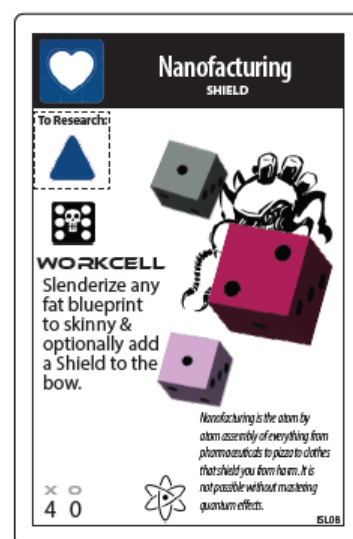 Nanofacturing
SHIELD
To Research:
WORKCELL
Slenderize any
fat blueprint
to skinny &
optionally add
a Shield to the
bow.
Nanofacturing is the atom by
atom assembly of everything from
pharmaceuticals to pizza to clothes
that shield you from harm. It is
not possible without mastering
quantum effects.
X O
4 0
ISL08